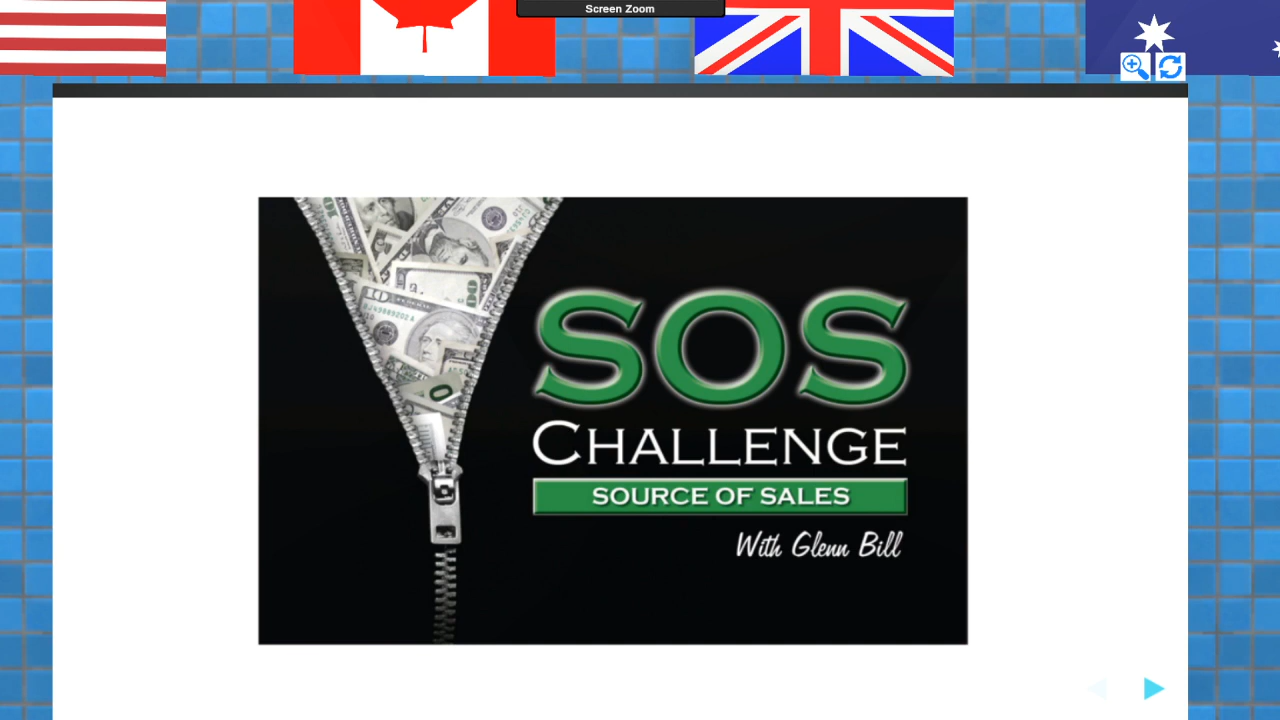 Screen Zoom
SOS
CHALLENGE
SOURCE OF SALES
With Glenn Bill